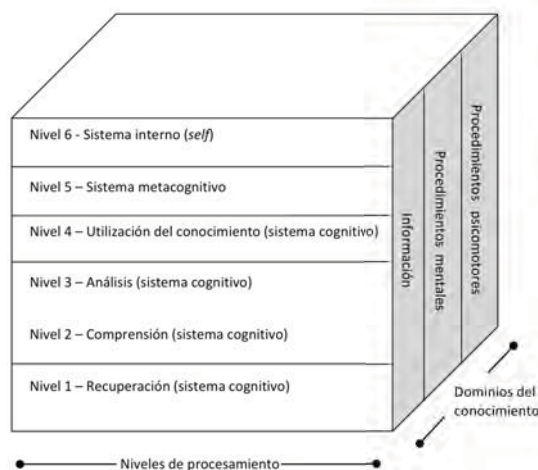 Nivel 6 - Sistema interno (self)
Nivel 5 – Sistema metacognitivo
Nivel 4 – Utilización del conocimiento (sistema cognitivo)
Nivel 3 – Análisis (sistema cognitivo)
Nivel 2 – Comprensión (sistema cognitivo)
Nivel 1 – Recuperación (sistema cognitivo)
Información
Procedimientos mentales
Procedimientos psicomotores
Dominios del
conocimiento
Niveles de procesamiento